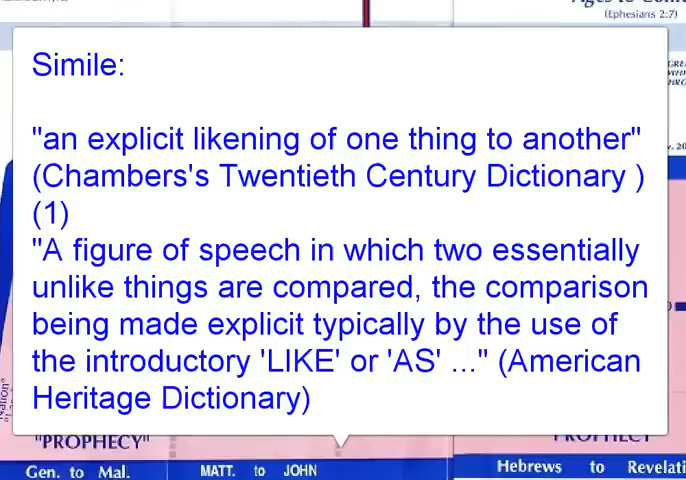 (Ephesians 2:7)
Simile:
"an explicit likening of one thing to another"
(Chambers's Twentieth Century Dictionary )
(1)
"A figure of speech in which two essentially
unlike things are compared, the comparison
being made explicit typically by the use of
the introductory 'LIKE' or 'AS' ..." (American
Heritage Dictionary)
"PROPHECY"
Gen. to Mal.
MATT. to JOHN
Hebrews to